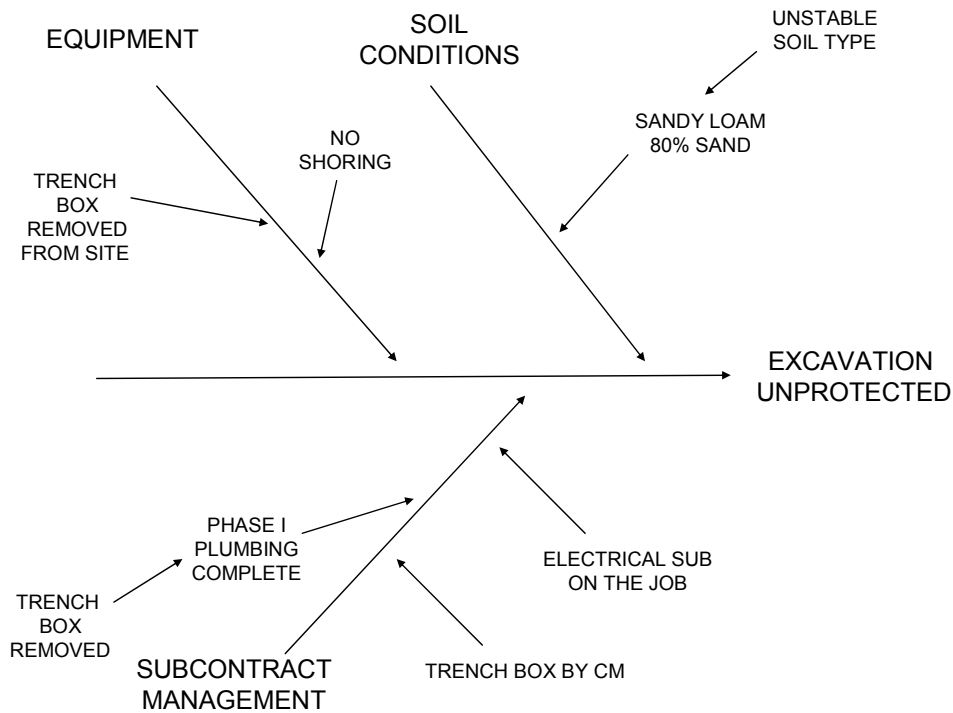 EQUIPMENT
SOIL
CONDITIONS
UNSTABLE
SOIL TYPE
SANDY LOAM
80% SAND
NO
SHORING
TRENCH
BOX
REMOVED
FROM SITE
EXCAVATION
UNPROTECTED
PHASE I
PLUMBING
COMPLETE
ELECTRICAL SUB
ON THE JOB
TRENCH
BOX
REMOVED
SUBCONTRACT
MANAGEMENT
TRENCH BOX BY CM